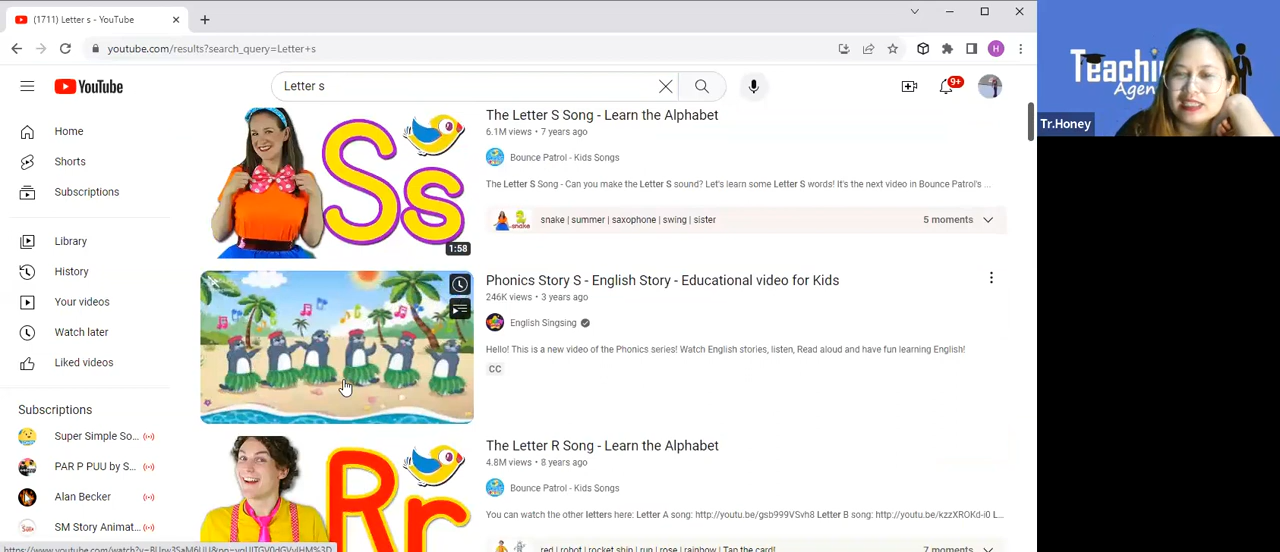 (1711) Letter s - YouTube
youtube.com/results?search_query=Letter+s
H
YouTube
Letter s
9+
Home
Shorts
Subscriptions
Library
History
Your videos
Watch later
Liked videos
Subscriptions
Super Simple So...
PAR P PUU by S...
Alan Becker
SM Story Animat...
Ss
1:58
The Letter S Song - Learn the Alphabet
6.1M views • 7 years ago
Bounce Patrol - Kids Songs
The Letter S Song - Can you make the Letter S sound? Let's learn some Letter S words! It's the next video in Bounce Patrol's ...
snake
snake | summer | saxophone | swing | sister
5 moments
Phonics Story S - English Story - Educational video for Kids
246K views • 3 years ago
English Singsing
Hello! This is a new video of the Phonics series! Watch English stories, listen, Read aloud and have fun learning English!
CC
Rr
The Letter R Song - Learn the Alphabet
4.8M views • 8 years ago
Bounce Patrol - Kids Songs
You can watch the other letters here: Letter A song: http://youtu.be/gsb999VSvh8 Letter B song: http://youtu.be/kzzXROKd-i0 L...
red | robot | rocket ship | run | rose | rainbow | Tap the card!
7 moments
Agen
Tr.Honey